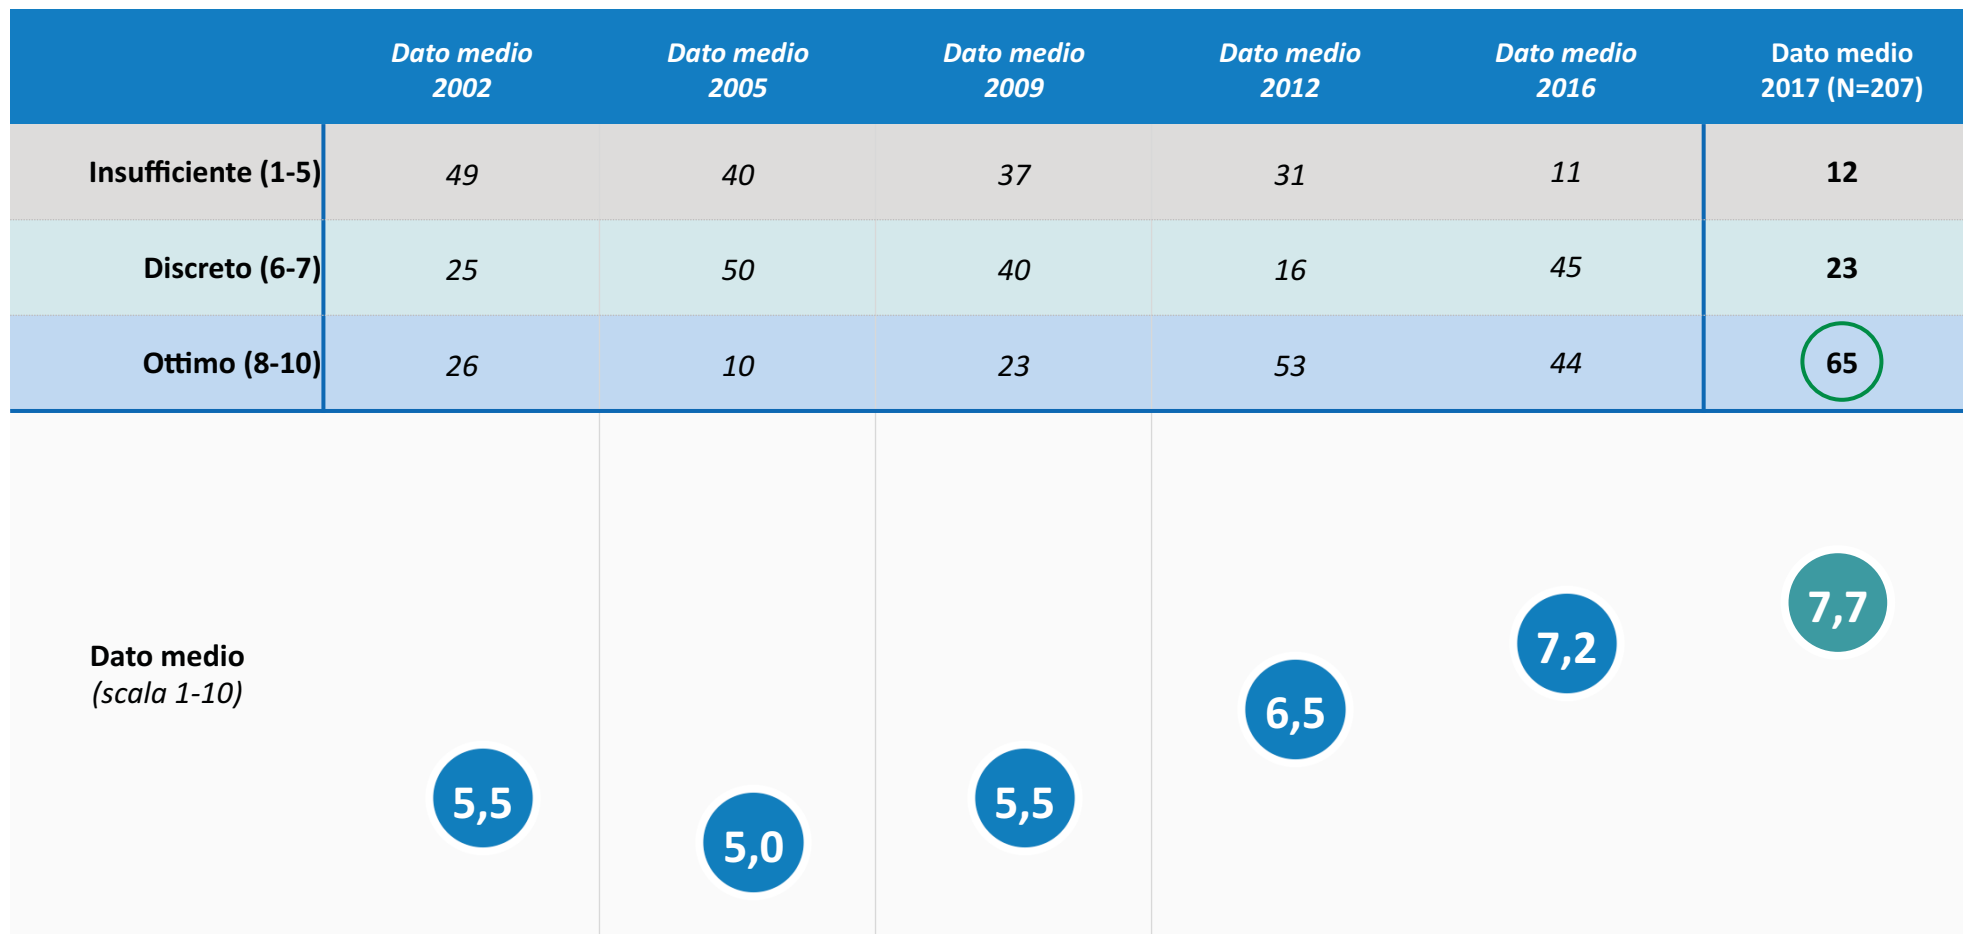 Dato medio 2002 Dato medio 2005 Dato medio 2009 Dato medio 2012 Dato medio 2016 Dato medio 2017 (N=207)
Insufficiente (1-5) 49 40 37 31 11 12
Discreto (6-7) 25 50 40 16 45 23
Ottimo (8-10) 26 10 23 53 44 65
Dato medio
(scala 1-10)
5,5 5,0 5,5 6,5 7,2 7,7